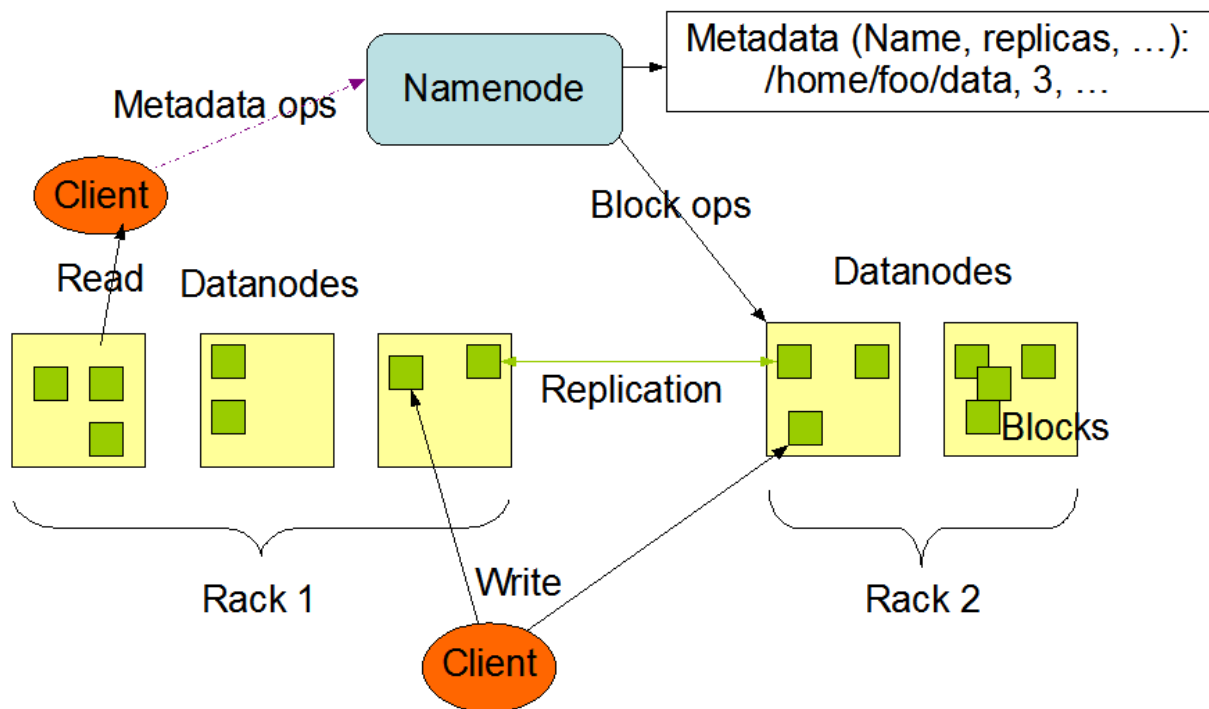 Metadata (Name, replicas, …):
/home/foo/data, 3, …
Namenode
Metadata ops
Client
Block ops
Read
Datanodes
Datanodes
Replication
Blocks
Rack 1
Write
Rack 2
Client